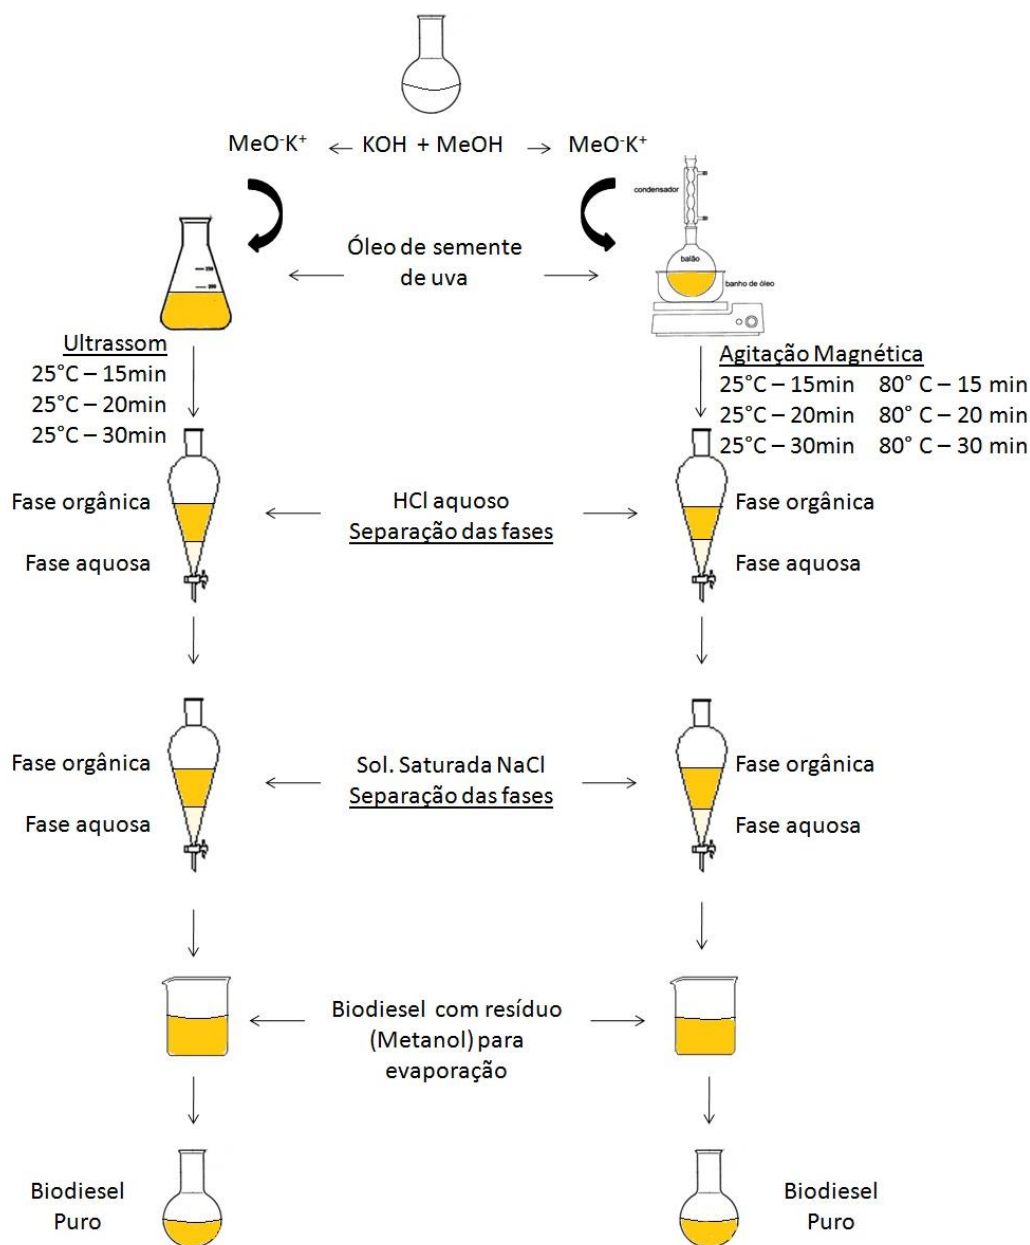 MeO-K+ ← KOH + MeOH → MeO-K+
condensador
balão
banho de óleo
Óleo de semente
de uva
Ultrassom
25°C – 15min
25°C – 20min
25°C – 30min
Agitação Magnética
25°C – 15min 80° C – 15 min
25°C – 20min 80° C – 20 min
25°C – 30min 80° C – 30 min
Fase orgânica
Fase aquosa
HCl aquoso
Separação das fases
Fase orgânica
Fase aquosa
Fase orgânica
Fase aquosa
Sol. Saturada NaCl
Separação das fases
Fase orgânica
Fase aquosa
Biodiesel com resíduo
(Metanol) para
evaporação
Biodiesel
Puro
Biodiesel
Puro